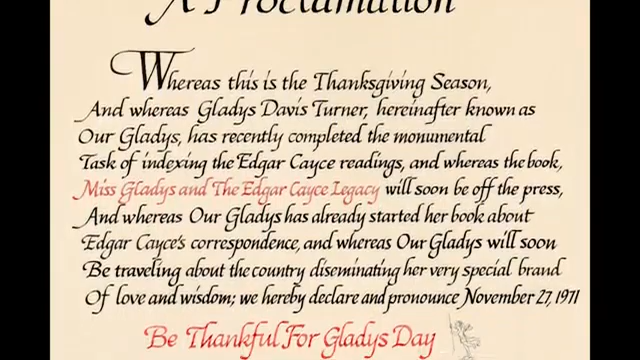 A Proclamation
Whereas this is the Thanksgiving Season,
And whereas Gladys Davis Turner, hereinafter known as
Our Gladys, has recently completed the monumental
Task of indexing the Edgar Cayce readings, and whereas the book,
Miss Gladys and The Edgar Cayce Legacy will soon be off the press,
And whereas Our Gladys has already started her book about
Edgar Cayce's correspondence, and whereas Our Gladys will soon
Be traveling about the country diseminating her very special brand
Of love and wisdom; we hereby declare and pronounce November 27, 1971
Be Thankful For Gladys Day